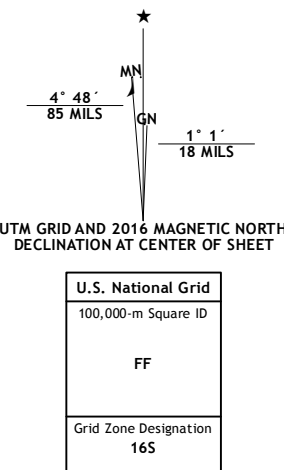 ★
MN
GN
4° 48´
85 MILS
1° 1´
18 MILS
UTM GRID AND 2016 MAGNETIC NORTH
DECLINATION AT CENTER OF SHEET
U.S. National Grid
100,000-m Square ID
FF
Grid Zone Designation
16S